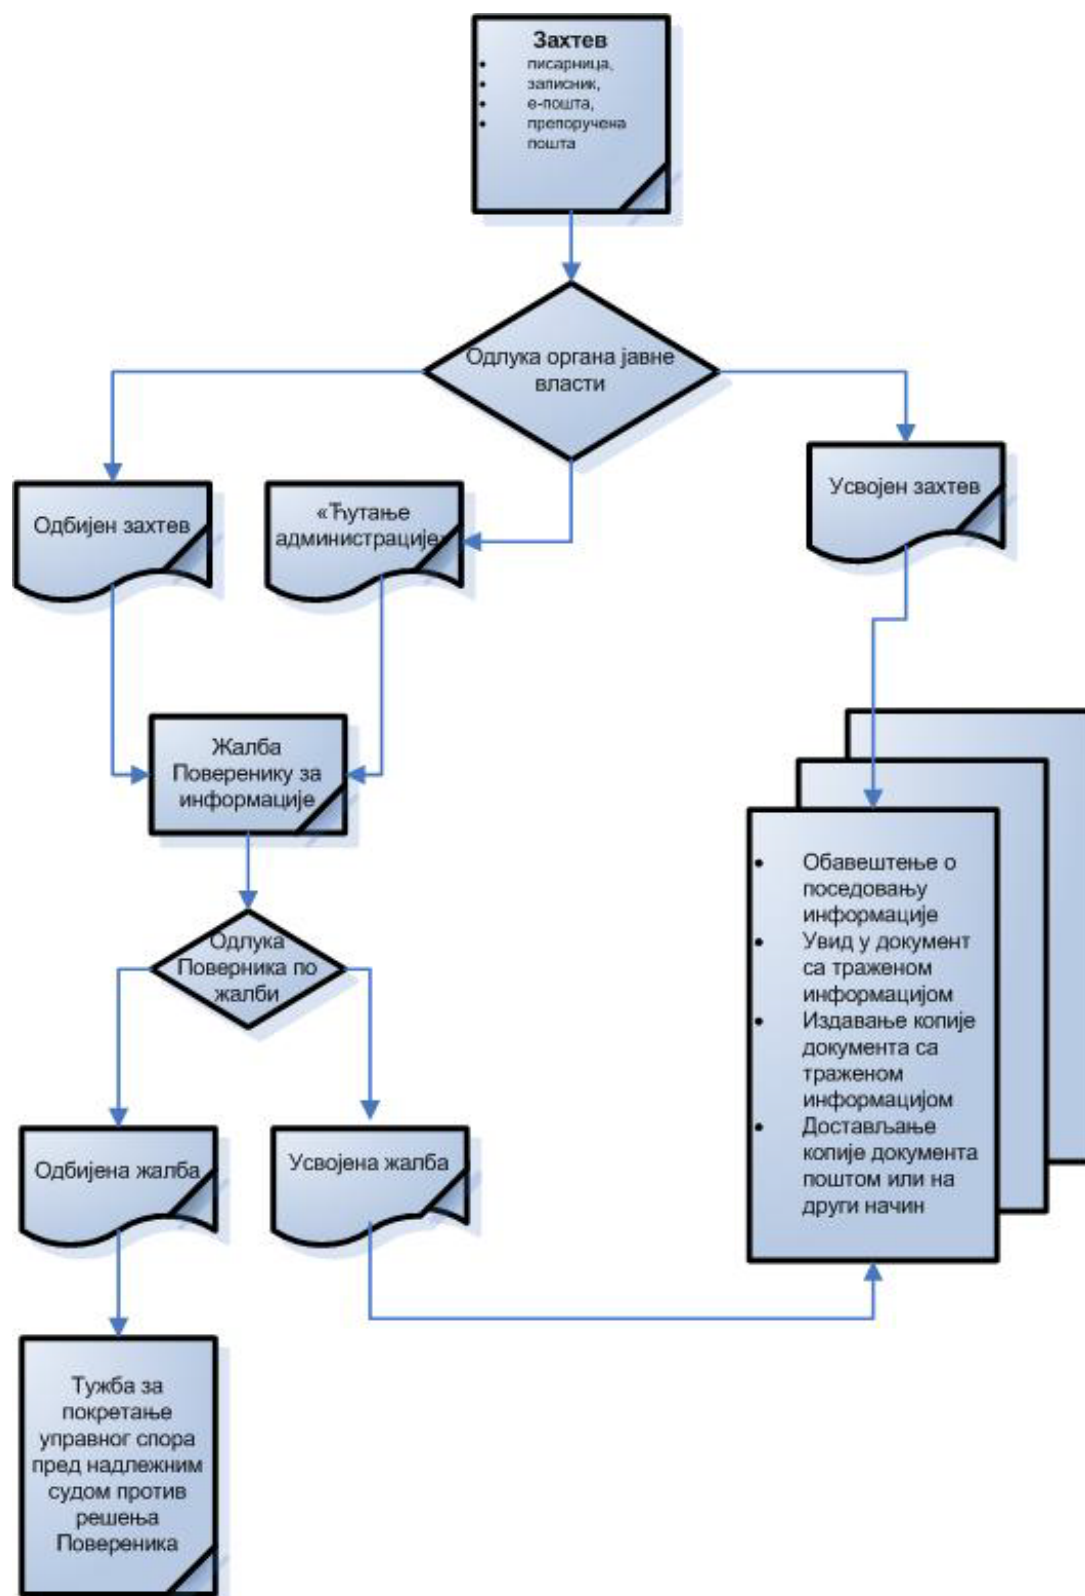 Захтев
• писарница,
• записник,
• е-пошта,
• препоручена
пошта
Одлука органа јавне
власти
Одбијен захтев
«Ћутање
администрације»
Усвојен захтев
Жалба
Поверенику за
информације
Одлука
Поверника по
жалби
Одбијена жалба
Усвојена жалба
• Обавештење о
поседовању
информације
• Увид у документ
са траженом
информацијом
• Издавање копије
документа са
траженом
информацијом
• Достављање
копије документа
поштом или на
други начин
Тужба за
покретање
управног спора
пред надлежним
судом против
решења
Повереника